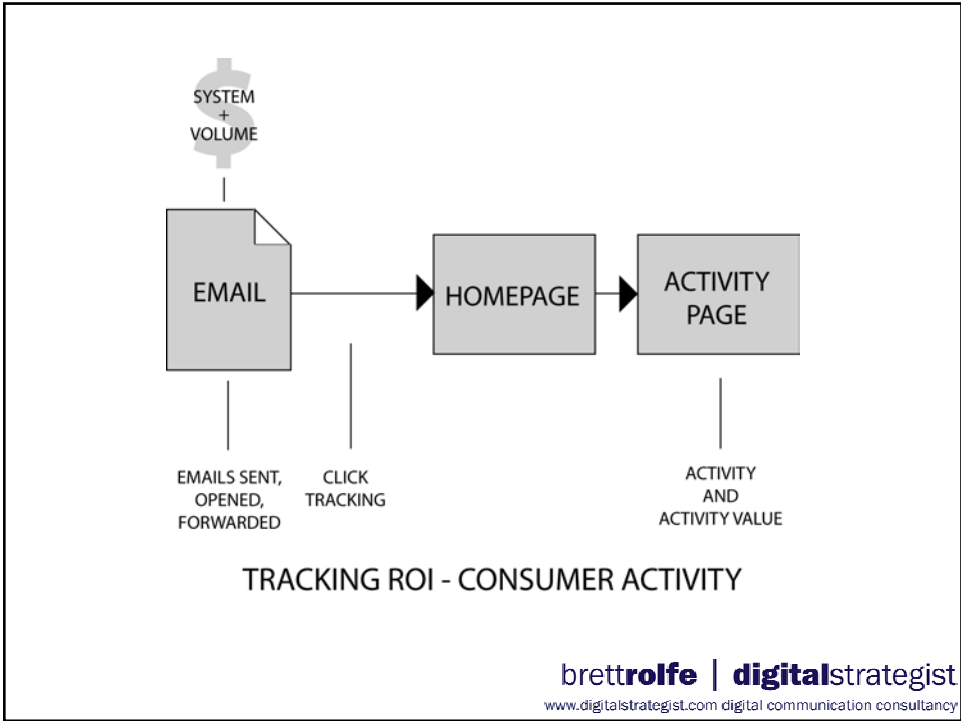 $
SYSTEM
+
VOLUME
EMAIL
HOMEPAGE
ACTIVITY
PAGE
EMAILS SENT,
OPENED,
FORWARDED
CLICK
TRACKING
ACTIVITY
AND
ACTIVITY VALUE
TRACKING ROI - CONSUMER ACTIVITY
brettrolfe | digitalstrategist
www.digitalstrategist.com digital communication consultancy